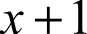 x + 1